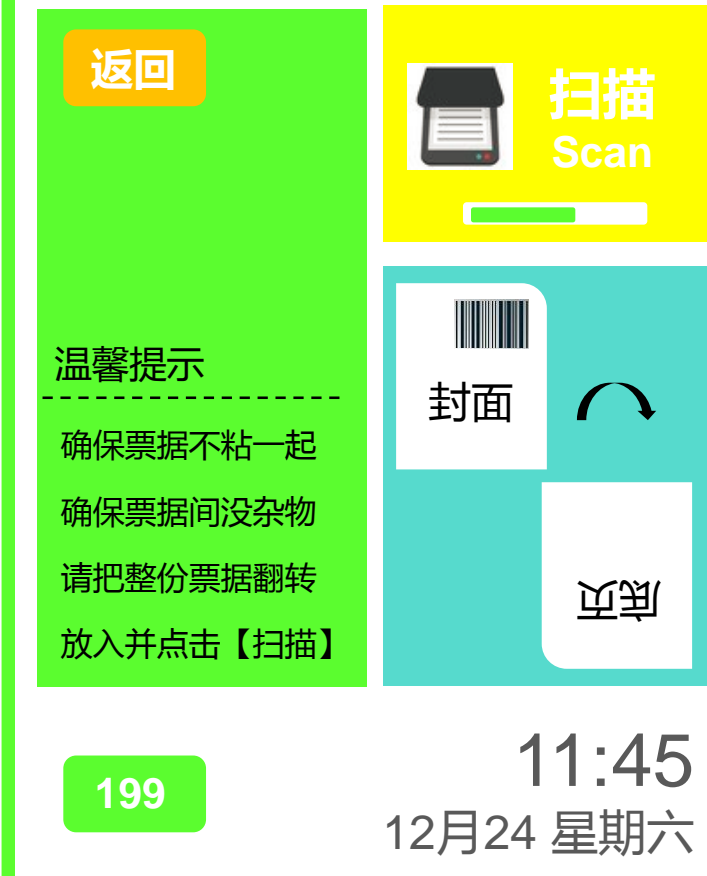 返回
扫描
Scan
温馨提示
确保票据不粘一起
确保票据间没杂物
请把整份票据翻转
放入并点击【扫描】
封面
底页
199
11:45
12月24 星期六